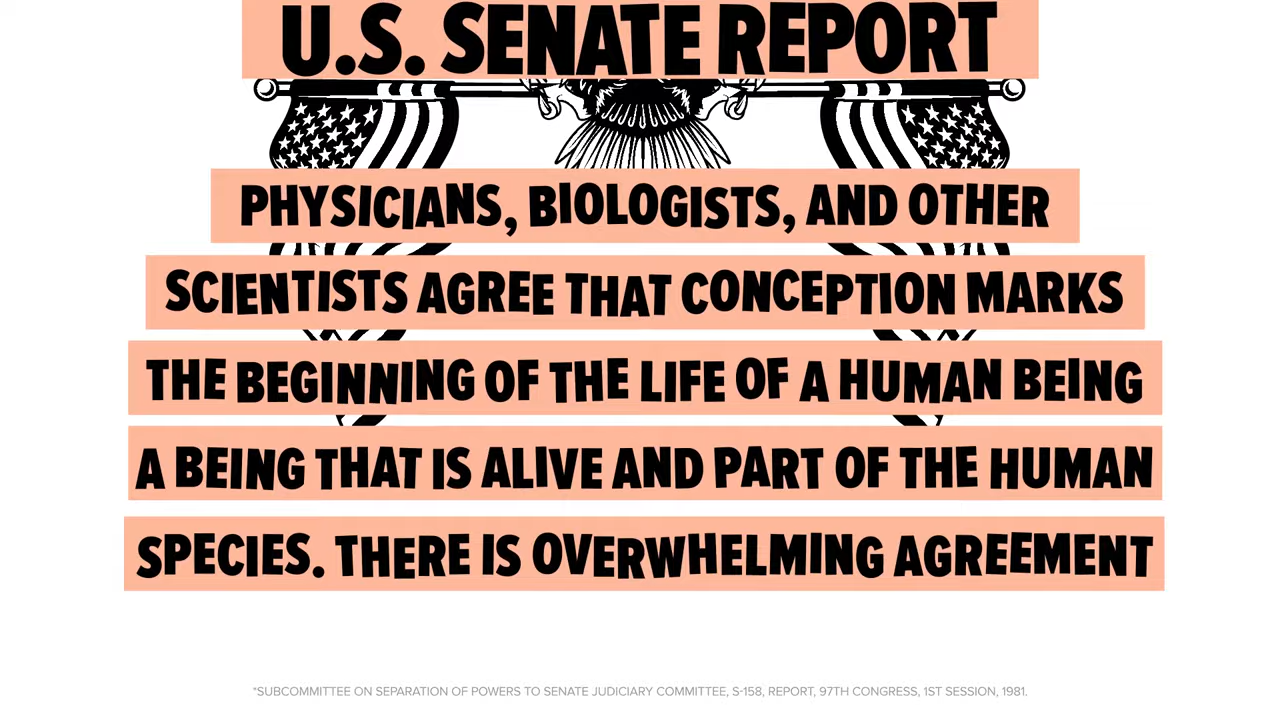 U.S. SENATE REPORT
PHYSICIANS, BIOLOGISTS, AND OTHER
SCIENTISTS AGREE THAT CONCEPTION MARKS
THE BEGINNING OF THE LIFE OF A HUMAN BEING
A BEING THAT IS ALIVE AND PART OF THE HUMAN
SPECIES. THERE IS OVERWHELMING AGREEMENT
*SUBCOMMITTEE ON SEPARATION OF POWERS TO SENATE JUDICIARY COMMITTEE, S-158, REPORT, 97TH CONGRESS, 1ST SESSION, 1981.